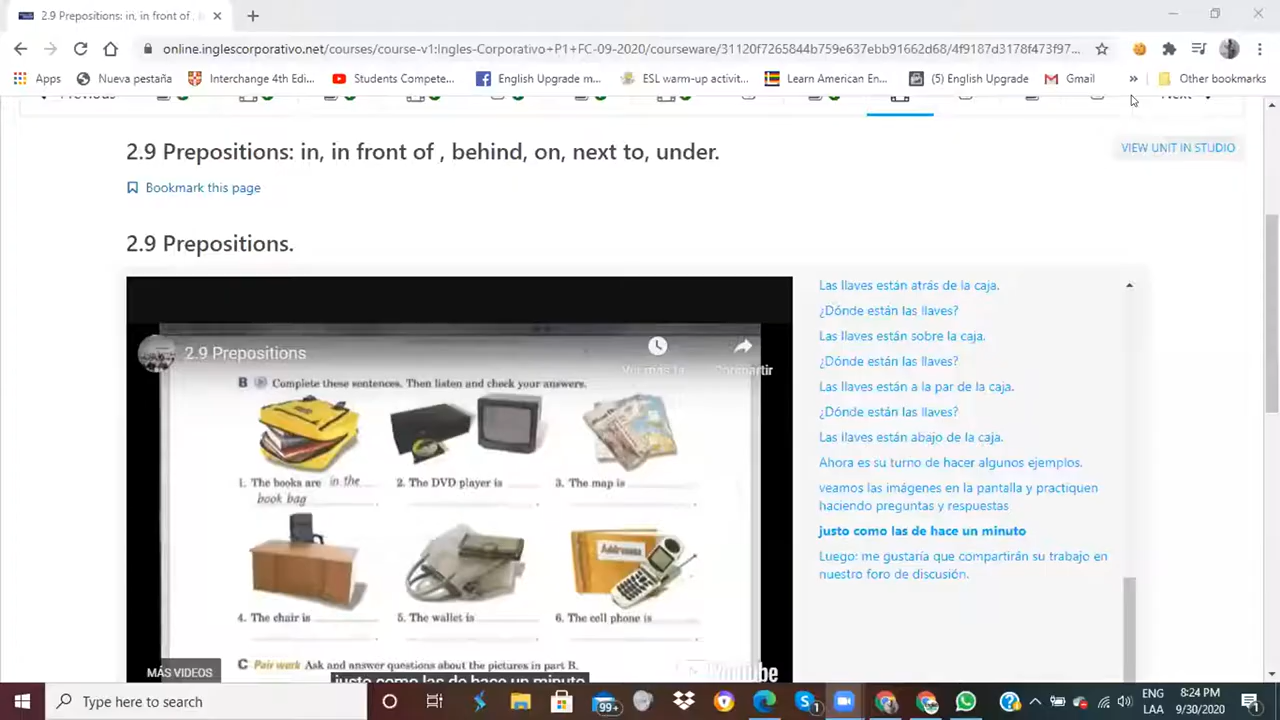 2.9 Prepositions: in, in front of ,
online.inglescorporativo.net/courses/course-v1:Ingles-Corporativo+P1+FC-09-2020/courseware/31120f7265844b759e637ebb91662d68/4f9187d3178f473f97...
Apps Nueva pestaña Interchange 4th Edi... Students Compete... English Upgrade m... ESL warm-up activit... Learn American En... (5) English Upgrade Gmail » Other bookmarks
Previous Next
2.9 Prepositions: in, in front of , behind, on, next to, under.
VIEW UNIT IN STUDIO
Bookmark this page
2.9 Prepositions.
2.9 Prepositions
Ver más ta
Compartir
B Complete these sentences. Then listen and check your answers.
1. The books are in the
book bag
2. The DVD player is
3. The map is
Addresses
4. The chair is
5. The wallet is
6. The cell phone is
C Pair work Ask and answer questions about the pictures in part B.
MÁS VIDEOS
justo como las de hace un minuto
YouTube
Las llaves están atrás de la caja.
¿Dónde están las llaves?
Las llaves están sobre la caja.
¿Dónde están las llaves?
Las llaves están a la par de la caja.
¿Dónde están las llaves?
Las llaves están abajo de la caja.
Ahora es su turno de hacer algunos ejemplos.
veamos las imágenes en la pantalla y practiquen
haciendo preguntas y respuestas
justo como las de hace un minuto
Luego: me gustaría que compartirán su trabajo en
nuestro foro de discusión.
Type here to search
99+
1
ENG
LAA
8:24 PM
9/30/2020
1